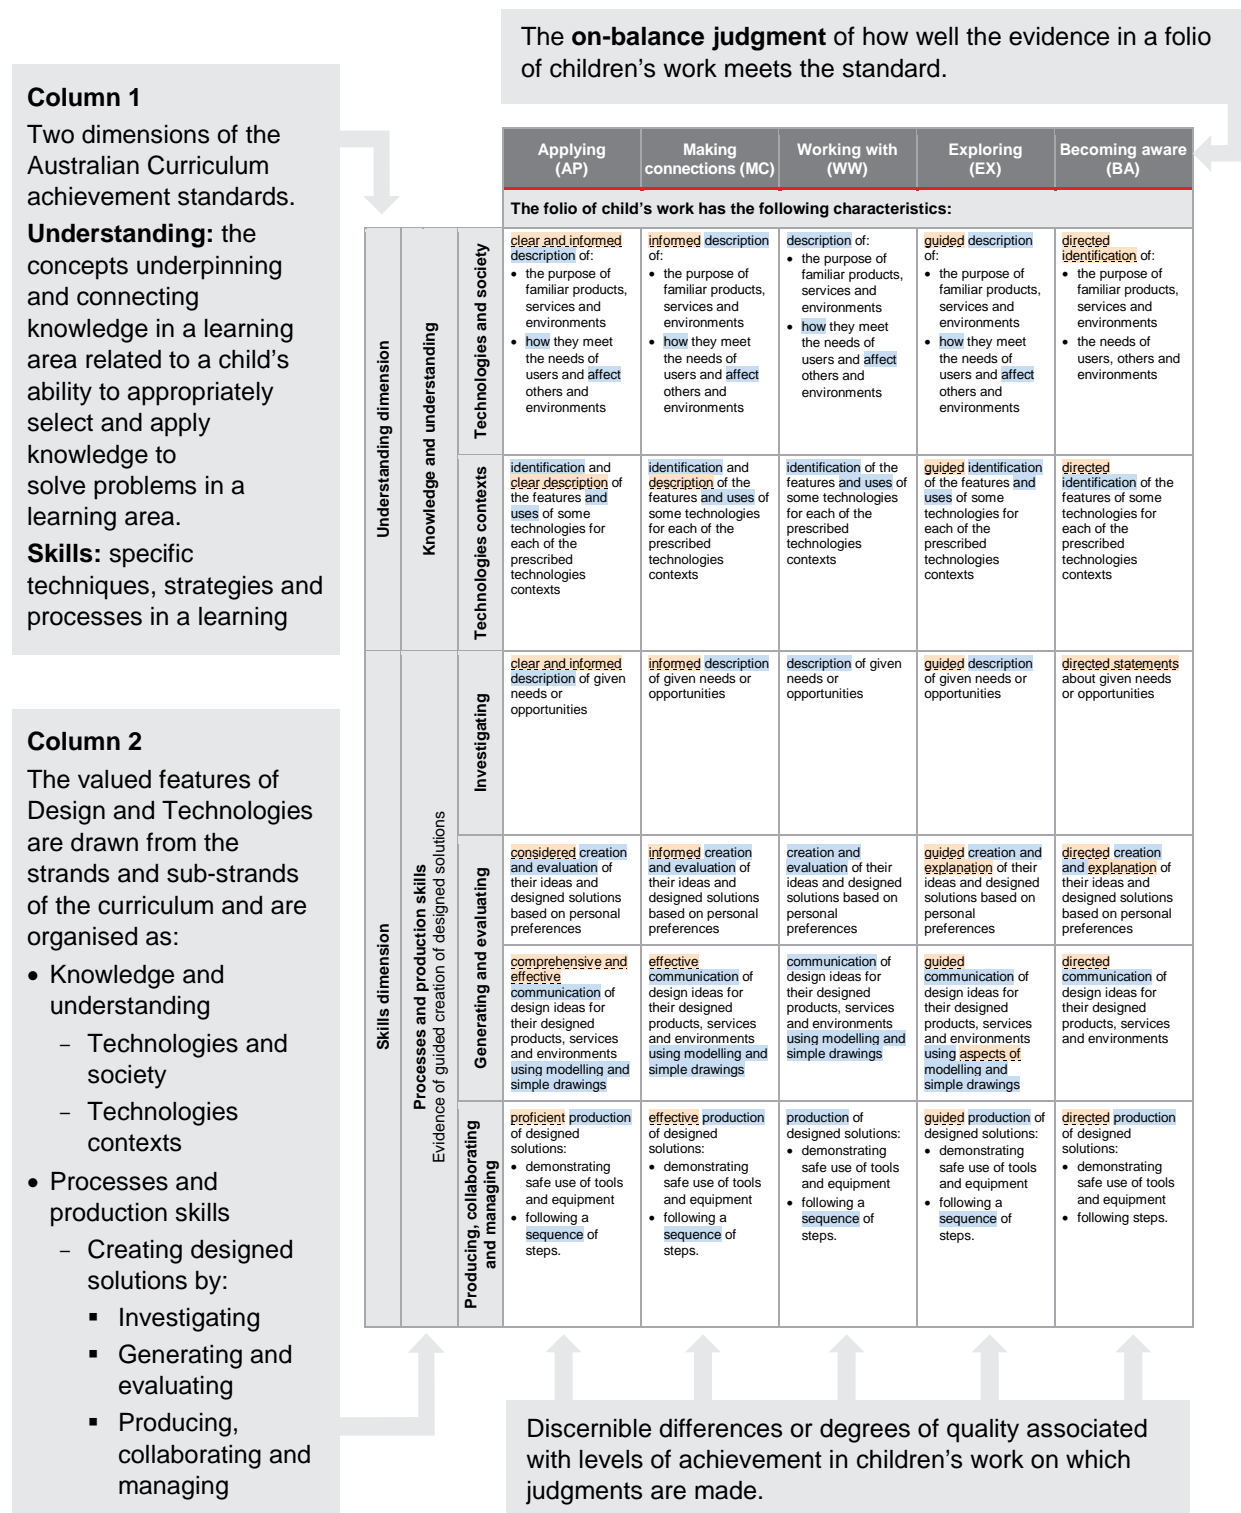 The on-balance judgment of how well the evidence in a folio
of children’s work meets the standard.
Column 1
Two dimensions of the
Australian Curriculum
achievement standards.
Understanding: the
concepts underpinning
and connecting
knowledge in a learning
area related to a child’s
ability to appropriately
select and apply
knowledge to
solve problems in a
learning area.
Skills: specific
techniques, strategies and
processes in a learning
Column 2
The valued features of
Design and Technologies
are drawn from the
strands and sub-strands
of the curriculum and are
organised as:
• Knowledge and
understanding
– Technologies and
society
– Technologies
contexts
• Processes and
production skills
– Creating designed
solutions by:
▪ Investigating
▪ Generating and
evaluating
▪ Producing,
collaborating and
managing
Applying
(AP)
Making
connections (MC)
Working with
(WW)
Exploring
(EX)
Becoming aware
(BA)
The folio of child’s work has the following characteristics:
Understanding dimension
Knowledge and understanding
Technologies and society
clear and informed
description of:
• the purpose of
familiar products,
services and
environments
• how they meet
the needs of
users and affect
others and
environments
informed description
of:
• the purpose of
familiar products,
services and
environments
• how they meet
the needs of
users and affect
others and
environments
description of:
• the purpose of
familiar products,
services and
environments
• how they meet
the needs of
users and affect
others and
environments
guided description
of:
• the purpose of
familiar products,
services and
environments
• how they meet
the needs of
users and affect
others and
environments
directed
identification of:
• the purpose of
familiar products,
services and
environments
• the needs of
users, others and
environments
Technologies contexts
identification and
clear description of
the features and
uses of some
technologies for
each of the
prescribed
technologies
contexts
identification and
description of the
features and uses of
some technologies
for each of the
prescribed
technologies
contexts
identification of the
features and uses of
some technologies
for each of the
prescribed
technologies
contexts
guided identification
of the features and
uses of some
technologies for
each of the
prescribed
technologies
contexts
directed
identification of the
features of some
technologies for
each of the
prescribed
technologies
contexts
Skills dimension
Processes and production skills
Evidence of guided creation of designed solutions
Investigating
clear and informed
description of given
needs or
opportunities
informed description
of given needs or
opportunities
description of given
needs or
opportunities
guided description
of given needs or
opportunities
directed statements
about given needs
or opportunities
Generating and evaluating
considered creation
and evaluation of
their ideas and
designed solutions
based on personal
preferences
informed creation
and evaluation of
their ideas and
designed solutions
based on personal
preferences
creation and
evaluation of their
ideas and designed
solutions based on
personal
preferences
guided creation and
explanation of their
ideas and designed
solutions based on
personal
preferences
directed creation
and explanation of
their ideas and
designed solutions
based on personal
preferences
comprehensive and
effective
communication of
design ideas for
their designed
products, services
and environments
using modelling and
simple drawings
effective
communication of
design ideas for
their designed
products, services
and environments
using modelling and
simple drawings
communication of
design ideas for
their designed
products, services
and environments
using modelling and
simple drawings
guided
communication of
design ideas for
their designed
products, services
and environments
using aspects of
modelling and
simple drawings
directed
communication of
design ideas for
their designed
products, services
and environments
Producing, collaborating
and managing
proficient production
of designed
solutions:
• demonstrating
safe use of tools
and equipment
• following a
sequence of
steps.
effective production
of designed
solutions:
• demonstrating
safe use of tools
and equipment
• following a
sequence of
steps.
production of
designed solutions:
• demonstrating
safe use of tools
and equipment
• following a
sequence of
steps.
guided production of
designed solutions:
• demonstrating
safe use of tools
and equipment
• following a
sequence of
steps.
directed production
of designed
solutions:
• demonstrating
safe use of tools
and equipment
• following steps.
Discernible differences or degrees of quality associated
with levels of achievement in children’s work on which
judgments are made.